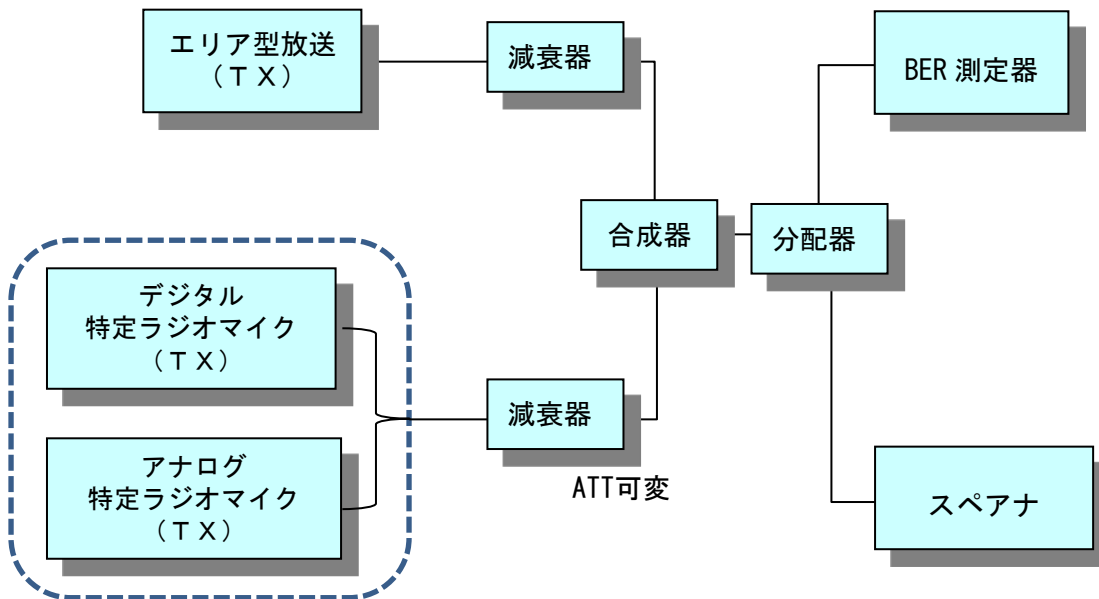 エリア型放送
（ＴＸ）
減衰器
BER 測定器
合成器
分配器
デジタル
特定ラジオマイク
（ＴＸ）
減衰器
ATT可変
アナログ
特定ラジオマイク
（ＴＸ）
スペアナ